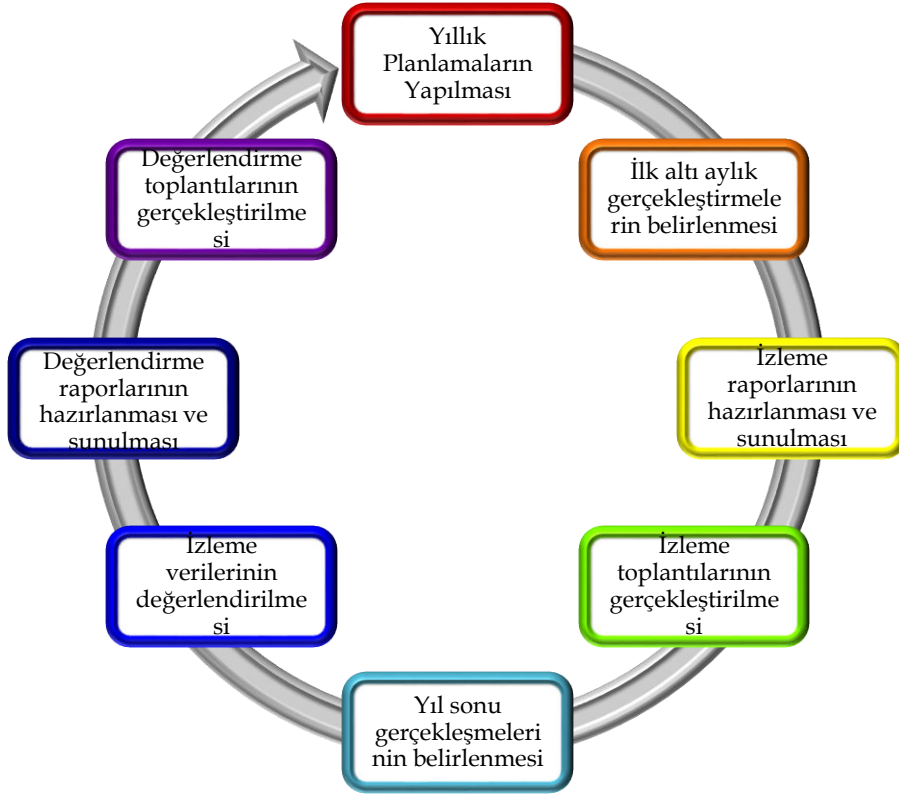 Yıllık
Planlamaların
Yapılması
İlk altı aylık
gerçekleştirmele
rin belirlenmesi
İzleme
raporlarının
hazırlanması ve
sunulması
İzleme
toplantılarının
gerçekleştirilme
si
Yıl sonu
gerçekleşmeleri
nin belirlenmesi
İzleme
verilerinin
değerlendirilme
si
Değerlendirme
raporlarının
hazırlanması ve
sunulması
Değerlendirme
toplantılarının
gerçekleştirilme
si